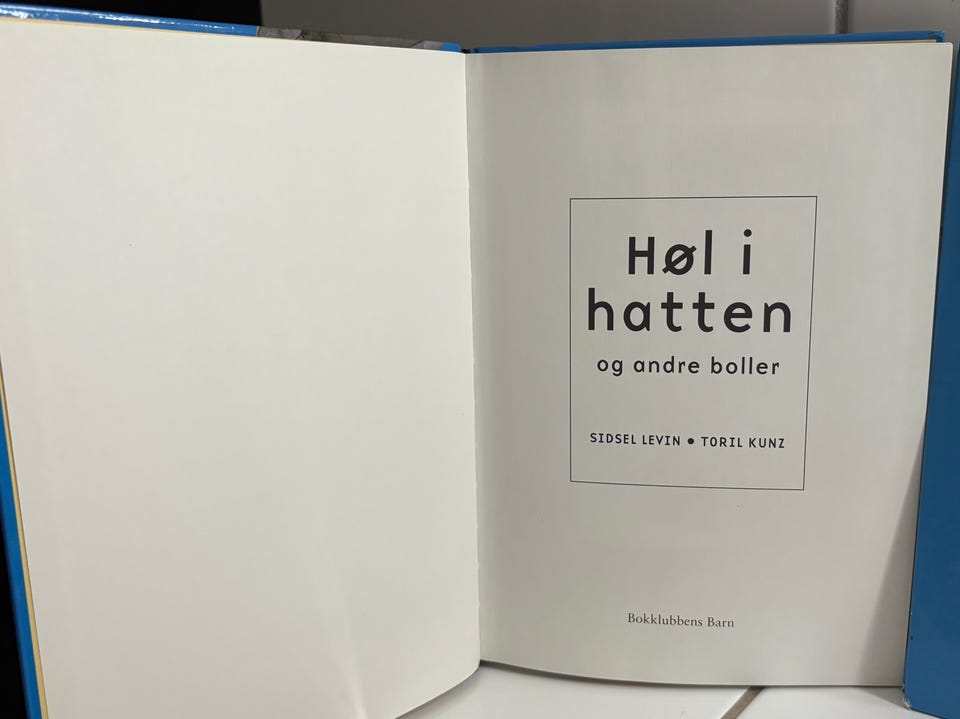 Høl i
hatten
og andre boller
SIDSEL LEVIN • TORIL KUNZ
Bokklubbens Barn